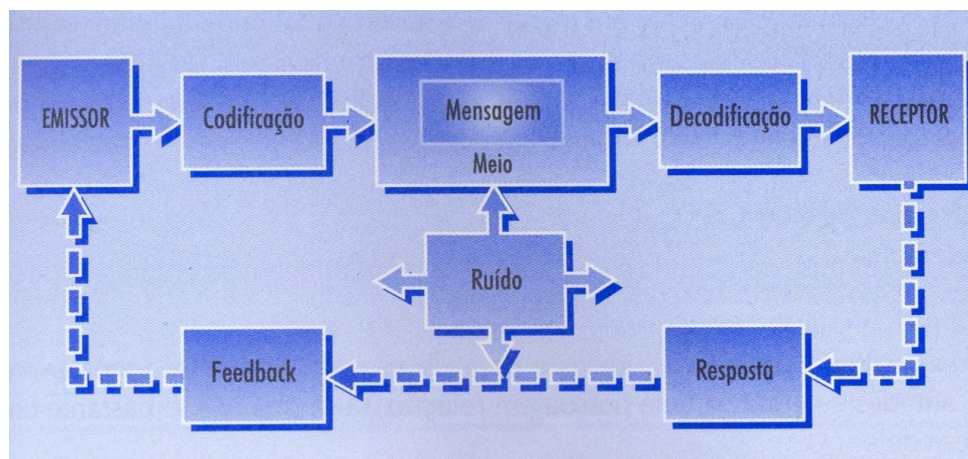 EMISSOR
Codificação
Mensagem
Meio
Decodificação
RECEPTOR
Ruído
Feedback
Resposta